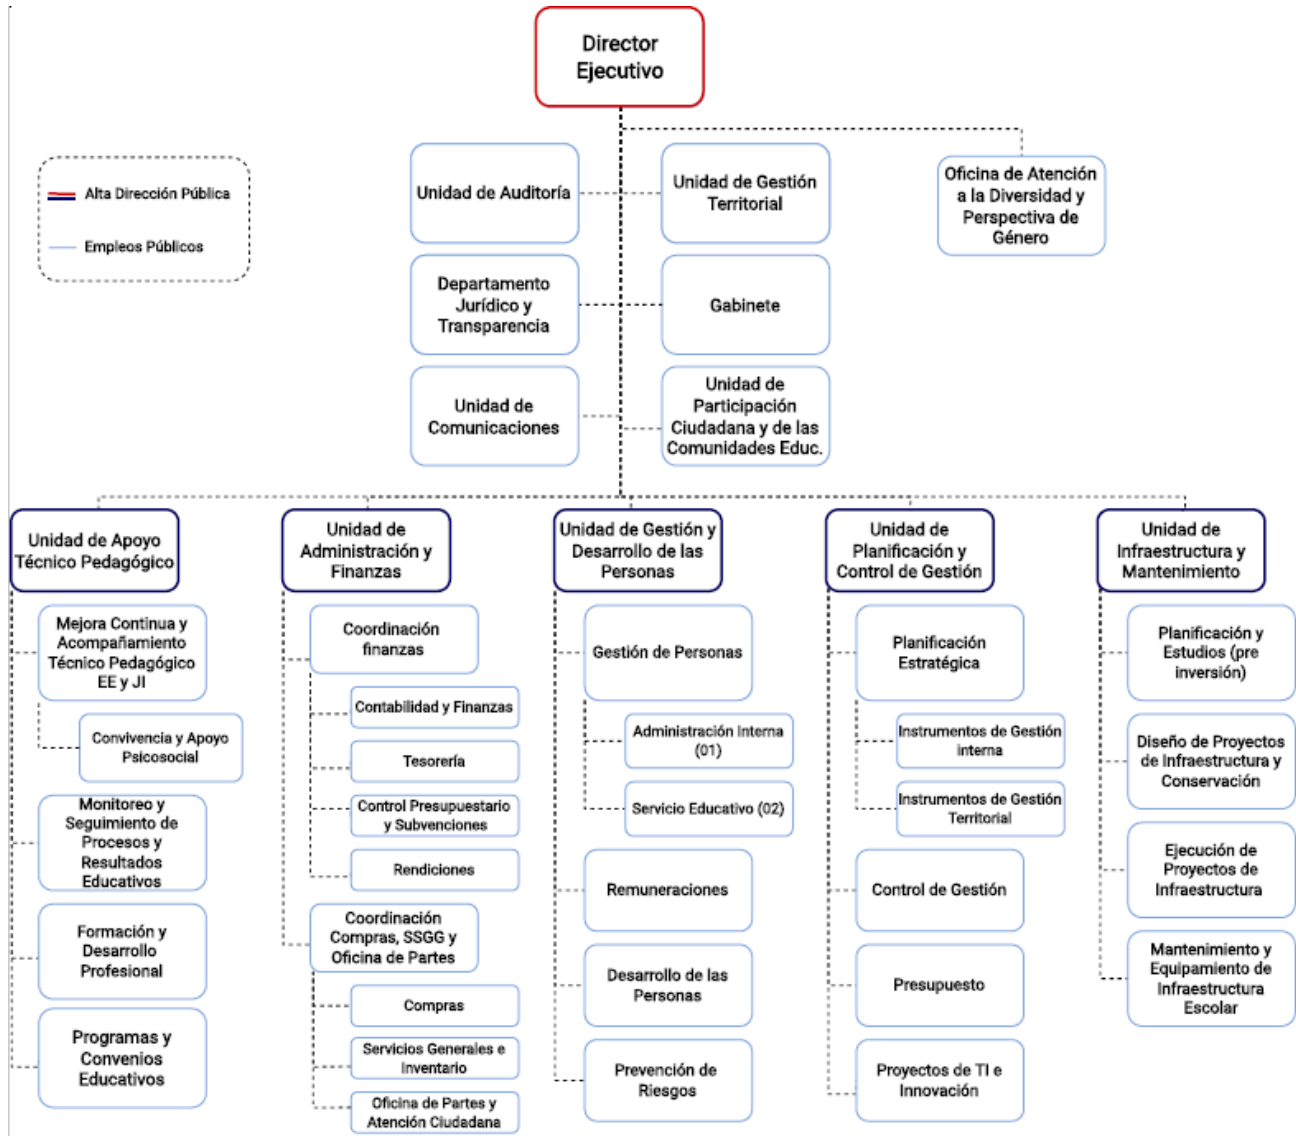 Director
Ejecutivo
Alta Dirección Pública
Empleos Públicos
Unidad de Auditoría
Unidad de Gestión
Territorial
Oficina de Atención
a la Diversidad y
Perspectiva de
Género
Departamento
Jurídico y
Transparencia
Gabinete
Unidad de
Comunicaciones
Unidad de
Participación
Ciudadana y de las
Comunidades Educ.
Unidad de Apoyo
Técnico Pedagógico
Mejora Continua y
Acompañamiento
Técnico Pedagógico
EE y JI
Convivencia y Apoyo
Psicosocial
Monitoreo y
Seguimiento de
Procesos y
Resultados
Educativos
Formación y
Desarrollo
Profesional
Programas y
Convenios
Educativos
Unidad de
Administración y
Finanzas
Coordinación
finanzas
Contabilidad y Finanzas
Tesorería
Control Presupuestario
y Subvenciones
Rendiciones
Coordinación
Compras, SSGG y
Oficina de Partes
Compras
Servicios Generales e
Inventario
Oficina de Partes y
Atención Ciudadana
Unidad de Gestión y
Desarrollo de las
Personas
Gestión de Personas
Administración Interna
(01)
Servicio Educativo (02)
Remuneraciones
Desarrollo de las
Personas
Prevención de
Riesgos
Unidad de
Planificación y
Control de Gestión
Planificación
Estratégica
Instrumentos de Gestión
interna
Instrumentos de Gestión
Territorial
Control de Gestión
Presupuesto
Proyectos de TI e
Innovación
Unidad de
Infraestructura y
Mantenimiento
Planificación y
Estudios (pre
inversión)
Diseño de Proyectos
de Infraestructura y
Conservación
Ejecución de
Proyectos de
Infraestructura
Mantenimiento y
Equipamiento de
Infraestructura
Escolar